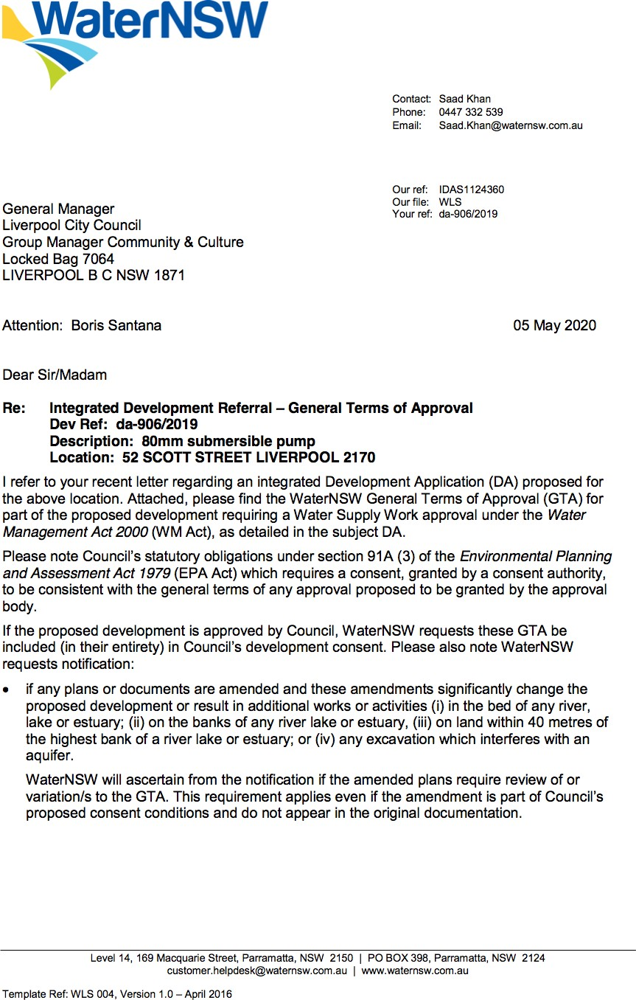 WaterNSW
Contact: Saad Khan
Phone: 0447 332 539
Email: Saad.Khan@waternsw.com.au
Our ref: IDAS1124360
Our file: WLS
Your ref: da-906/2019
General Manager
Liverpool City Council
Group Manager Community & Culture
Locked Bag 7064
LIVERPOOL B C NSW 1871
Attention: Boris Santana 05 May 2020
Dear Sir/Madam
Re: Integrated Development Referral – General Terms of Approval
Dev Ref: da-906/2019
Description: 80mm submersible pump
Location: 52 SCOTT STREET LIVERPOOL 2170
I refer to your recent letter regarding an integrated Development Application (DA) proposed for
the above location. Attached, please find the WaterNSW General Terms of Approval (GTA) for
part of the proposed development requiring a Water Supply Work approval under the Water
Management Act 2000 (WM Act), as detailed in the subject DA.
Please note Council's statutory obligations under section 91A (3) of the Environmental Planning
and Assessment Act 1979 (EPA Act) which requires a consent, granted by a consent authority,
to be consistent with the general terms of any approval proposed to be granted by the approval
body.
If the proposed development is approved by Council, WaterNSW requests these GTA be
included (in their entirety) in Council's development consent. Please also note WaterNSW
requests notification:
• if any plans or documents are amended and these amendments significantly change the
proposed development or result in additional works or activities (i) in the bed of any river,
lake or estuary; (ii) on the banks of any river lake or estuary, (iii) on land within 40 metres of
the highest bank of a river lake or estuary; or (iv) any excavation which interferes with an
aquifer.
WaterNSW will ascertain from the notification if the amended plans require review of or
variation/s to the GTA. This requirement applies even if the amendment is part of Council's
proposed consent conditions and do not appear in the original documentation.
Level 14, 169 Macquarie Street, Parramatta, NSW 2150 | PO BOX 398, Parramatta, NSW 2124
customer.helpdesk@waternsw.com.au | www.waternsw.com.au
Template Ref: WLS 004, Version 1.0 – April 2016